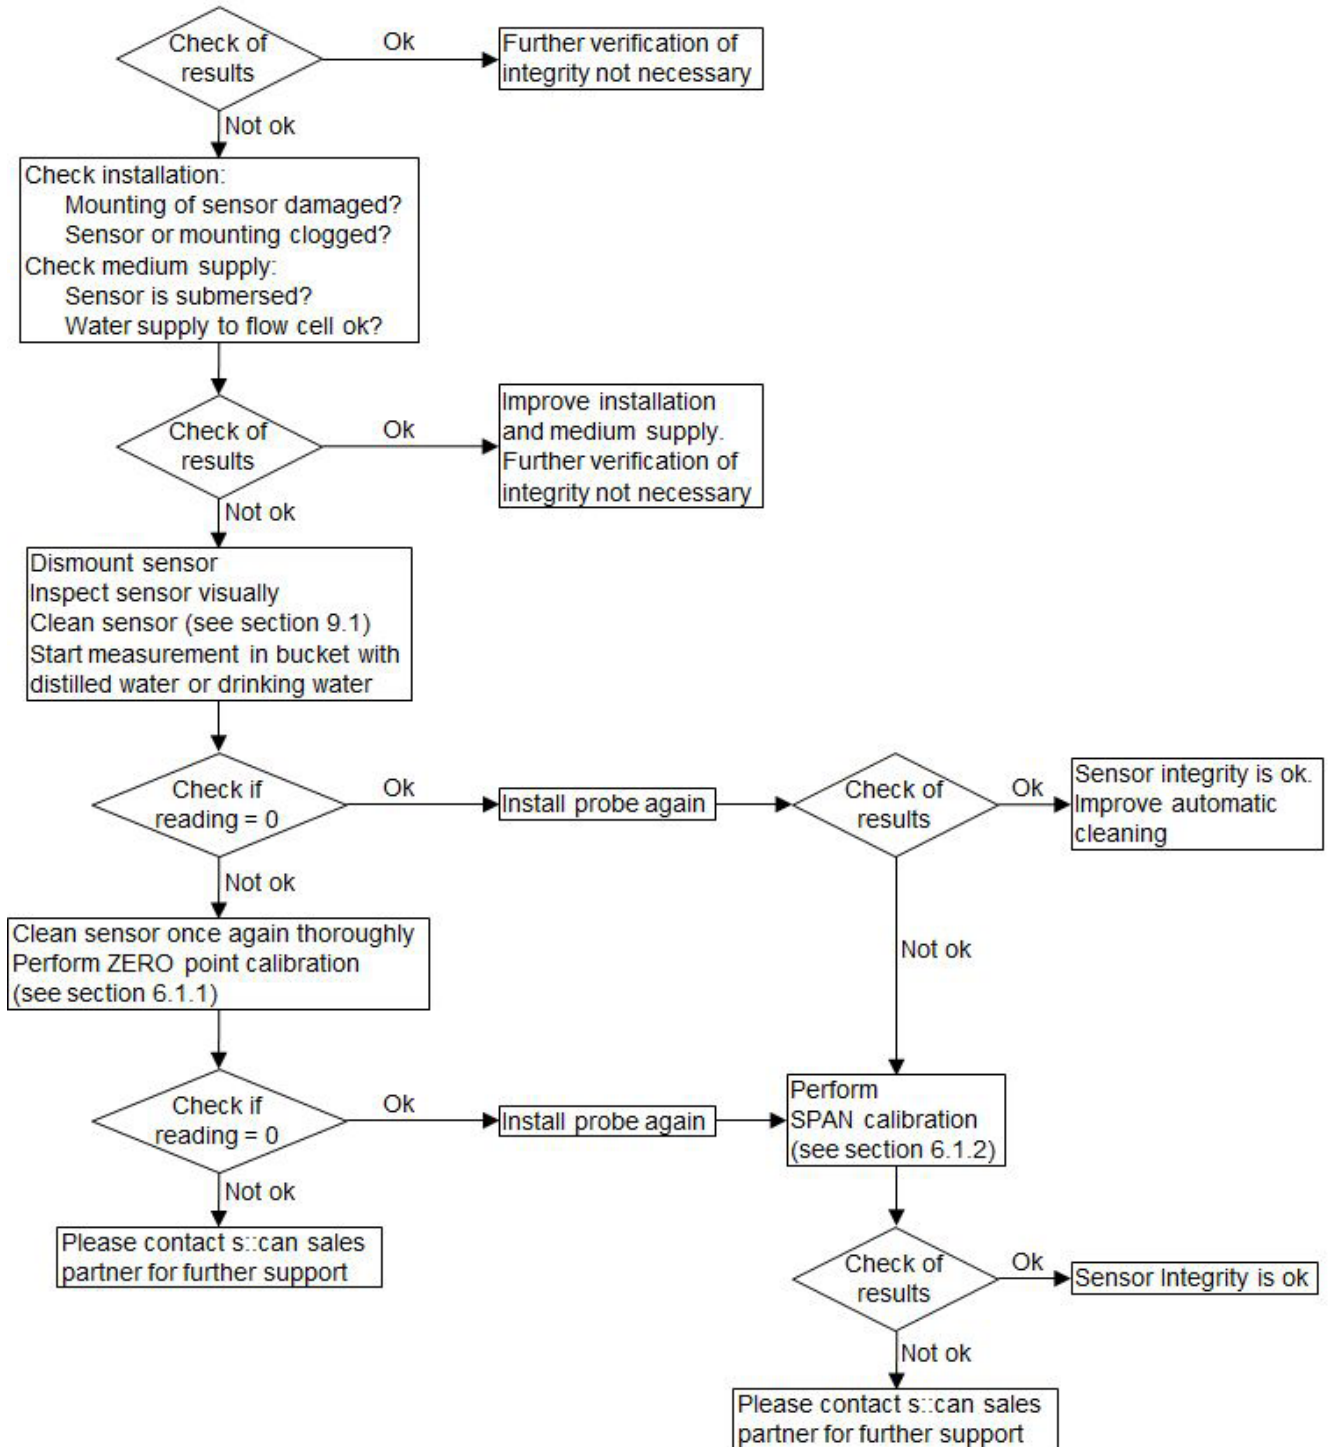 Check of
results
Ok
Further verification of
integrity not necessary
Not ok
Check installation:
Mounting of sensor damaged?
Sensor or mounting clogged?
Check medium supply:
Sensor is submersed?
Water supply to flow cell ok?
Check of
results
Ok
Improve installation
and medium supply.
Further verification of
integrity not necessary
Not ok
Dismount sensor
Inspect sensor visually
Clean sensor (see section 9.1)
Start measurement in bucket with
distilled water or drinking water
Check if
reading = 0
Ok
Install probe again
Check of
results
Ok
Sensor integrity is ok.
Improve automatic
cleaning
Not ok
Clean sensor once again thoroughly
Perform ZERO point calibration
(see section 6.1.1)
Not ok
Check if
reading = 0
Ok
Install probe again
Perform
SPAN calibration
(see section 6.1.2)
Not ok
Please contact s::can sales
partner for further support
Check of
results
Ok
Sensor Integrity is ok
Not ok
Please contact s::can sales
partner for further support